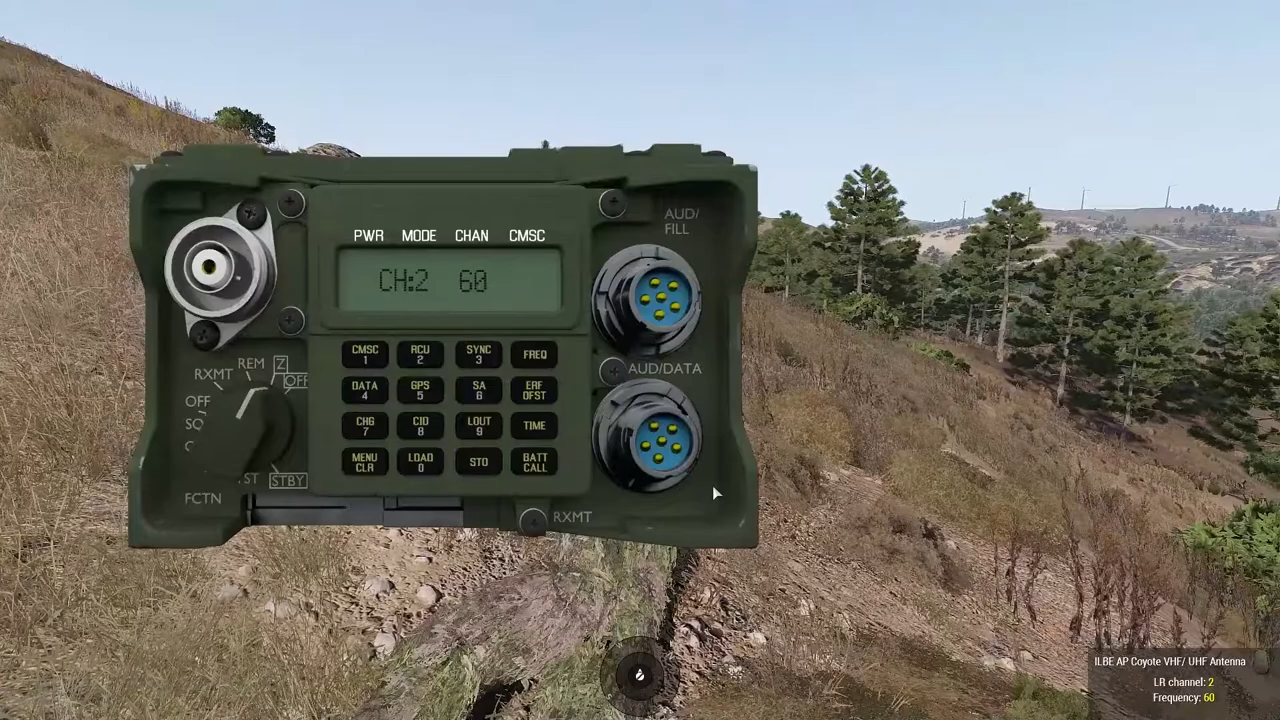 AUD/
FILL
PWR MODE CHAN CMSC
CH:2 60
CMSC
1
RCU
2
SYNC
3
FREQ
DATA
4
GPS
5
SA
6
ERF
OFST
CHG
7
CID
8
LOUT
9
TIME
MENU
CLR
LOAD
0
STO
BATT
CALL
REM
Z
RXMT
OFF
OFF
SQ
ST
STBY
FCTN
AUD/DATA
RXMT
ILBE AP Coyote VHF/ UHF Antenna
LR channel: 2
Frequency: 60